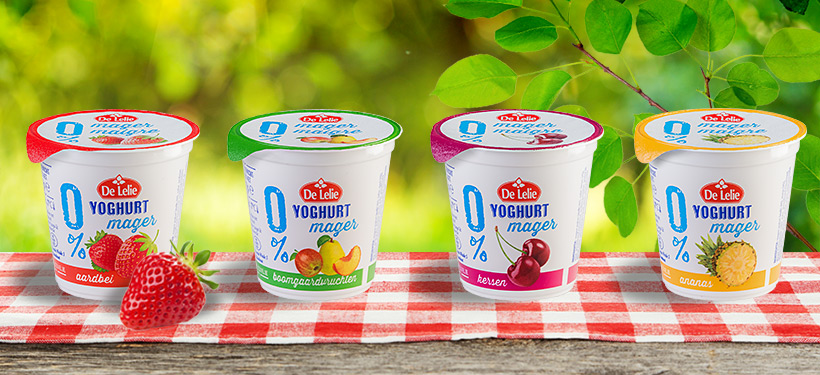 De Lelie
0% mager
maigre
De Lelie
0%
YOGHURT
mager
aardbei
De Lelie
0% mager
maigre
De Lelie
0%
YOGHURT
mager
boomgaardvruchten
De Lelie
0% mager
maigre
De Lelie
0%
YOGHURT
mager
kersen
De Lelie
0% mager
maigre
De Lelie
0%
YOGHURT
mager
ananas